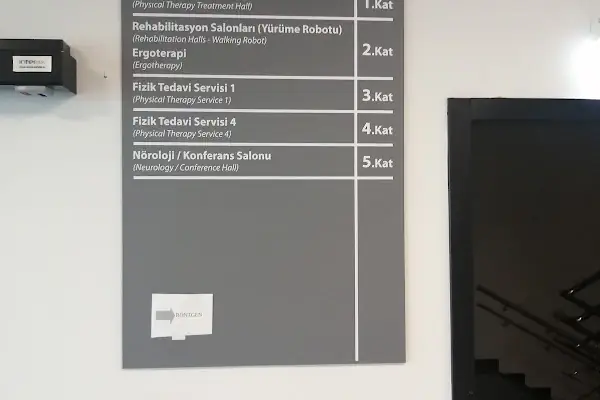 (Physical Therapy Treatment Hall)
1.Kat
Rehabilitasyon Salonları (Yürüme Robotu)
(Rehabilitation Halls - Walking Robot)
Ergoterapi
(Ergotherapy)
2.Kat
Fizik Tedavi Servisi 1
(Physical Therapy Service 1)
3.Kat
Fizik Tedavi Servisi 4
(Physical Therapy Service 4)
4.Kat
Nöroloji / Konferans Salonu
(Neurology / Conference Hall)
5.Kat
RÖNTGEN